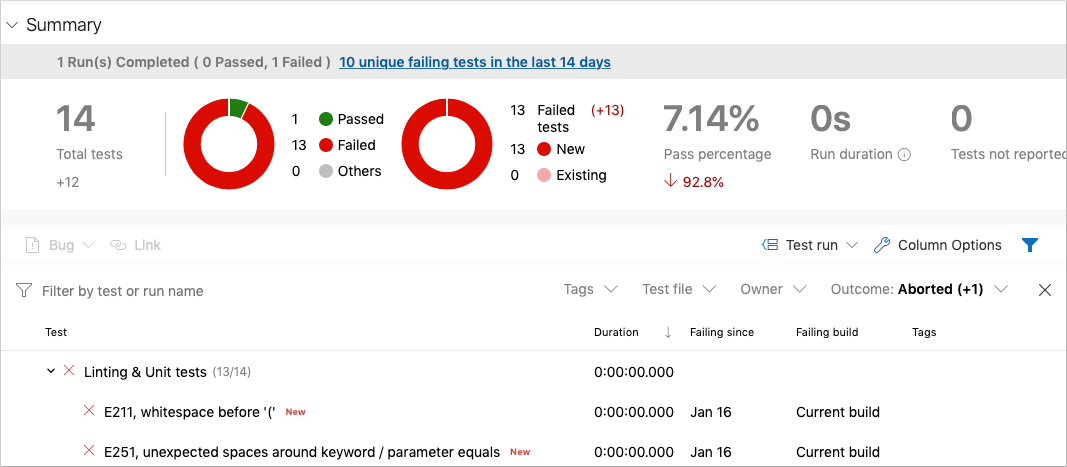 Summary
1 Run(s) Completed ( 0 Passed, 1 Failed ) 10 unique failing tests in the last 14 days
14
Total tests
+12
1 Passed
13 Failed
0 Others
13 Failed tests (+13)
13 New
0 Existing
7.14%
Pass percentage
92.8%
0s
Run duration
0
Tests not reported
Bug Link Test run Column Options
Filter by test or run name Tags Test file Owner Outcome: Aborted (+1)
Test Duration Failing since Failing build Tags
Linting & Unit tests (13/14) 0:00:00.000
E211, whitespace before '(' New 0:00:00.000 Jan 16 Current build
E251, unexpected spaces around keyword / parameter equals New 0:00:00.000 Jan 16 Current build